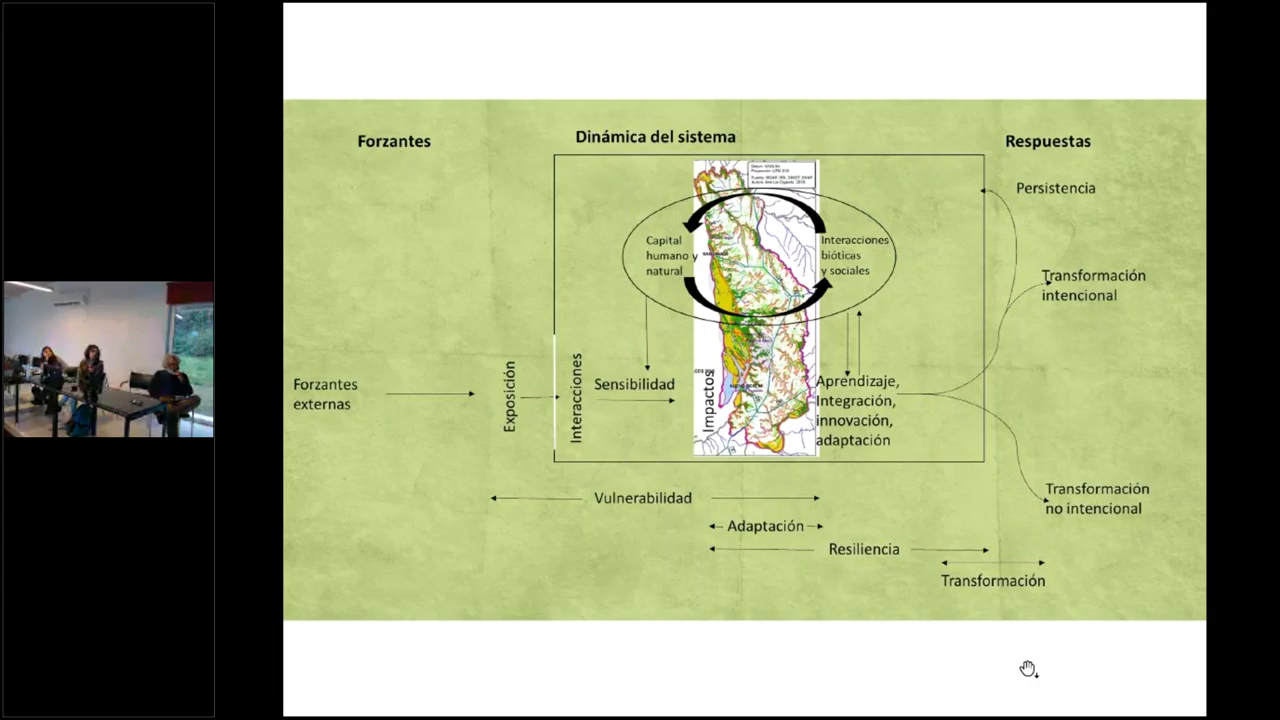 Forzantes
Dinámica del sistema
Respuestas
Persistencia
Capital
humano y
natural
Interacciones
bióticas
y sociales
Transformación
intencional
Forzantes
externas
Exposición
Interacciones
Sensibilidad
Impactos
Aprendizaje,
Integración,
innovación,
adaptación
Transformación
no intencional
Vulnerabilidad
Adaptación
Resiliencia
Transformación